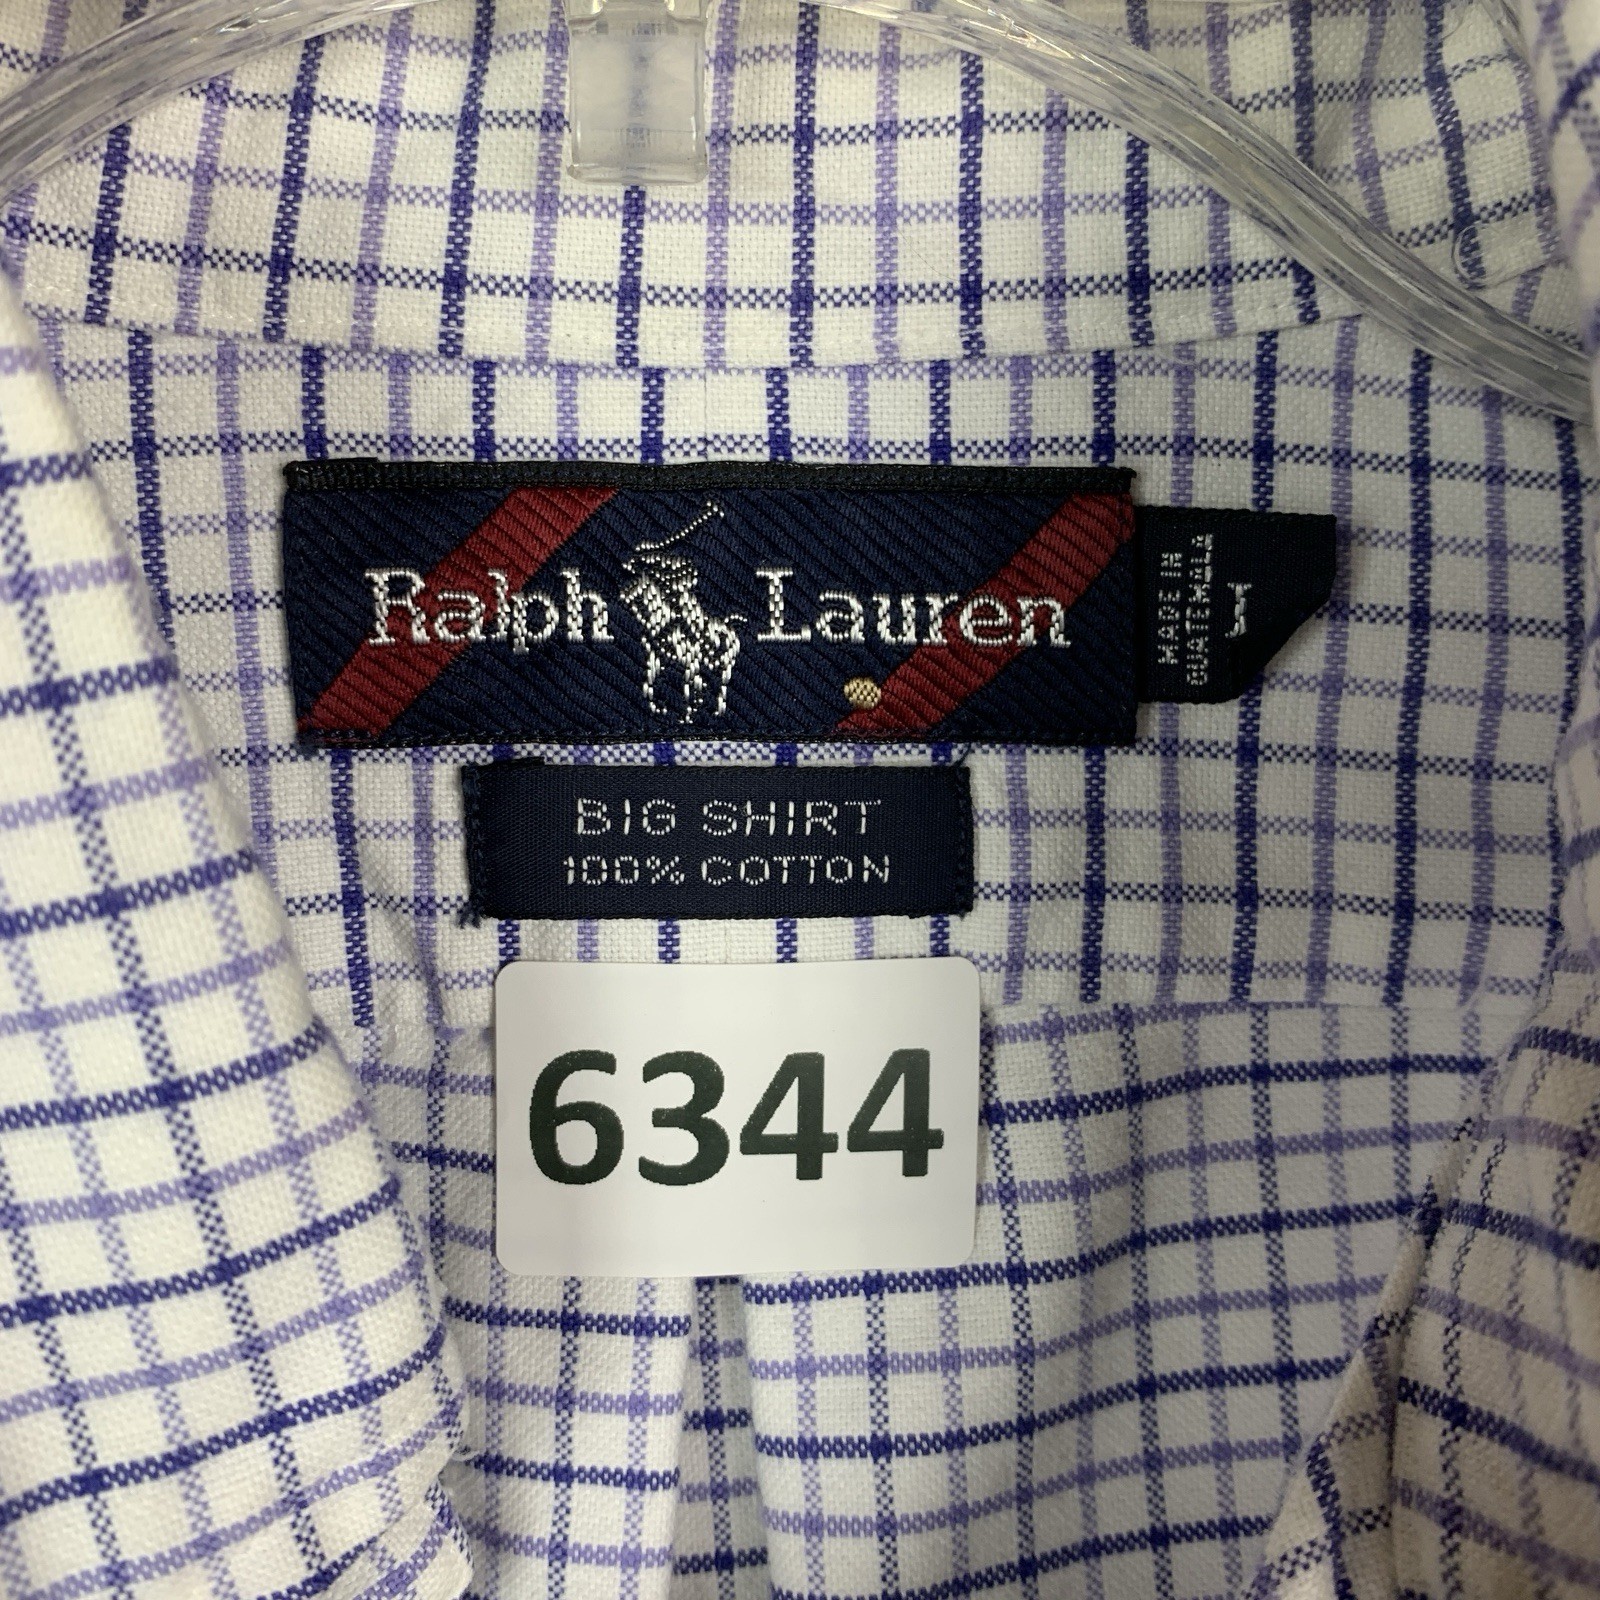 Ralph Lauren
MADE IN
GUATEMALA
BIG SHIRT
100% COTTON
6344